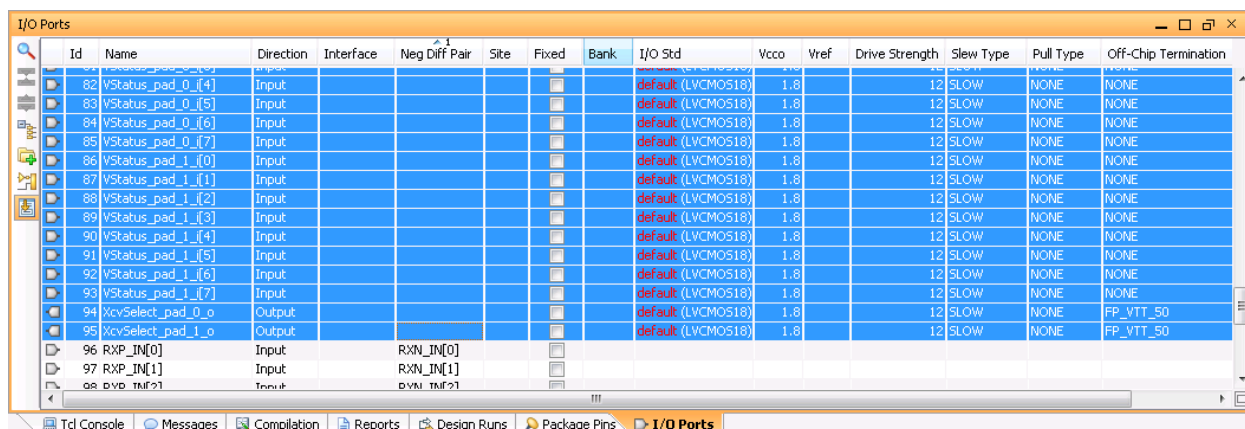 I/O Ports
Id Name Direction Interface Neg Diff Pair 1 Site Fixed Bank I/O Std Vcco Vref Drive Strength Slew Type Pull Type Off-Chip Termination
82 VStatus_pad_0_i[4] Input default (LVCMOS18) 1.8 12 SLOW NONE NONE
83 VStatus_pad_0_i[5] Input default (LVCMOS18) 1.8 12 SLOW NONE NONE
84 VStatus_pad_0_i[6] Input default (LVCMOS18) 1.8 12 SLOW NONE NONE
85 VStatus_pad_0_i[7] Input default (LVCMOS18) 1.8 12 SLOW NONE NONE
86 VStatus_pad_1_i[0] Input default (LVCMOS18) 1.8 12 SLOW NONE NONE
87 VStatus_pad_1_i[1] Input default (LVCMOS18) 1.8 12 SLOW NONE NONE
88 VStatus_pad_1_i[2] Input default (LVCMOS18) 1.8 12 SLOW NONE NONE
89 VStatus_pad_1_i[3] Input default (LVCMOS18) 1.8 12 SLOW NONE NONE
90 VStatus_pad_1_i[4] Input default (LVCMOS18) 1.8 12 SLOW NONE NONE
91 VStatus_pad_1_i[5] Input default (LVCMOS18) 1.8 12 SLOW NONE NONE
92 VStatus_pad_1_i[6] Input default (LVCMOS18) 1.8 12 SLOW NONE NONE
93 VStatus_pad_1_i[7] Input default (LVCMOS18) 1.8 12 SLOW NONE NONE
94 XcvSelect_pad_0_o Output default (LVCMOS18) 1.8 12 SLOW NONE FP_VTT_50
95 XcvSelect_pad_1_o Output default (LVCMOS18) 1.8 12 SLOW NONE FP_VTT_50
96 RXP_IN[0] Input RXN_IN[0]
97 RXP_IN[1] Input RXN_IN[1]
98 RXP_IN[2] Input RXN_IN[2]
Tcl Console Messages Compilation Reports Design Runs Package Pins I/O Ports